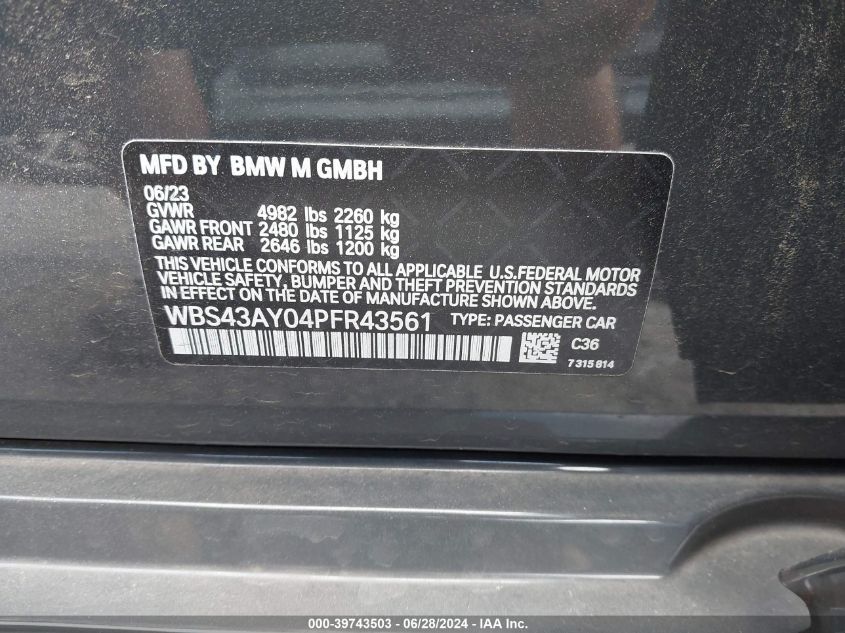 MFD BY BMW M GMBH
06/23
GVWR 4982 lbs 2260 kg
GAWR FRONT 2480 lbs 1125 kg
GAWR REAR 2646 lbs 1200 kg
THIS VEHICLE CONFORMS TO ALL APPLICABLE U.S.FEDERAL MOTOR
VEHICLE SAFETY, BUMPER AND THEFT PREVENTION STANDARDS
IN EFFECT ON THE DATE OF MANUFACTURE SHOWN ABOVE.
WBS43AY04PFR43561 TYPE: PASSENGER CAR
C36
7 315 814
000-39743503 / 06/28/2024 - IAA Inc.